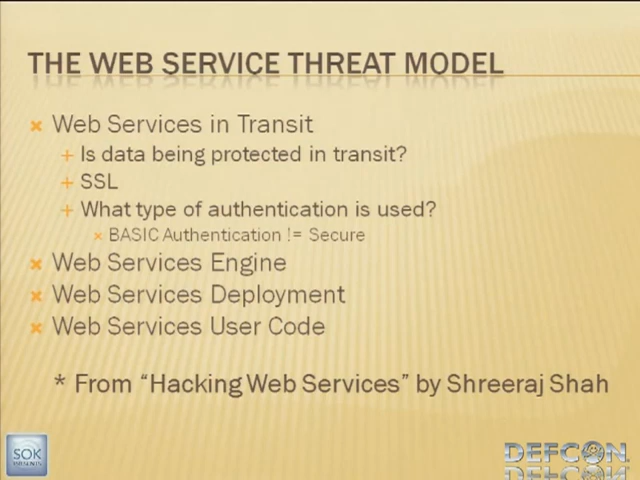 THE WEB SERVICE THREAT MODEL
Web Services in Transit
Is data being protected in transit?
SSL
What type of authentication is used?
BASIC Authentication != Secure
Web Services Engine
Web Services Deployment
Web Services User Code
* From “Hacking Web Services” by Shreeraj Shah
SOK
PRESENTS
DEFCON